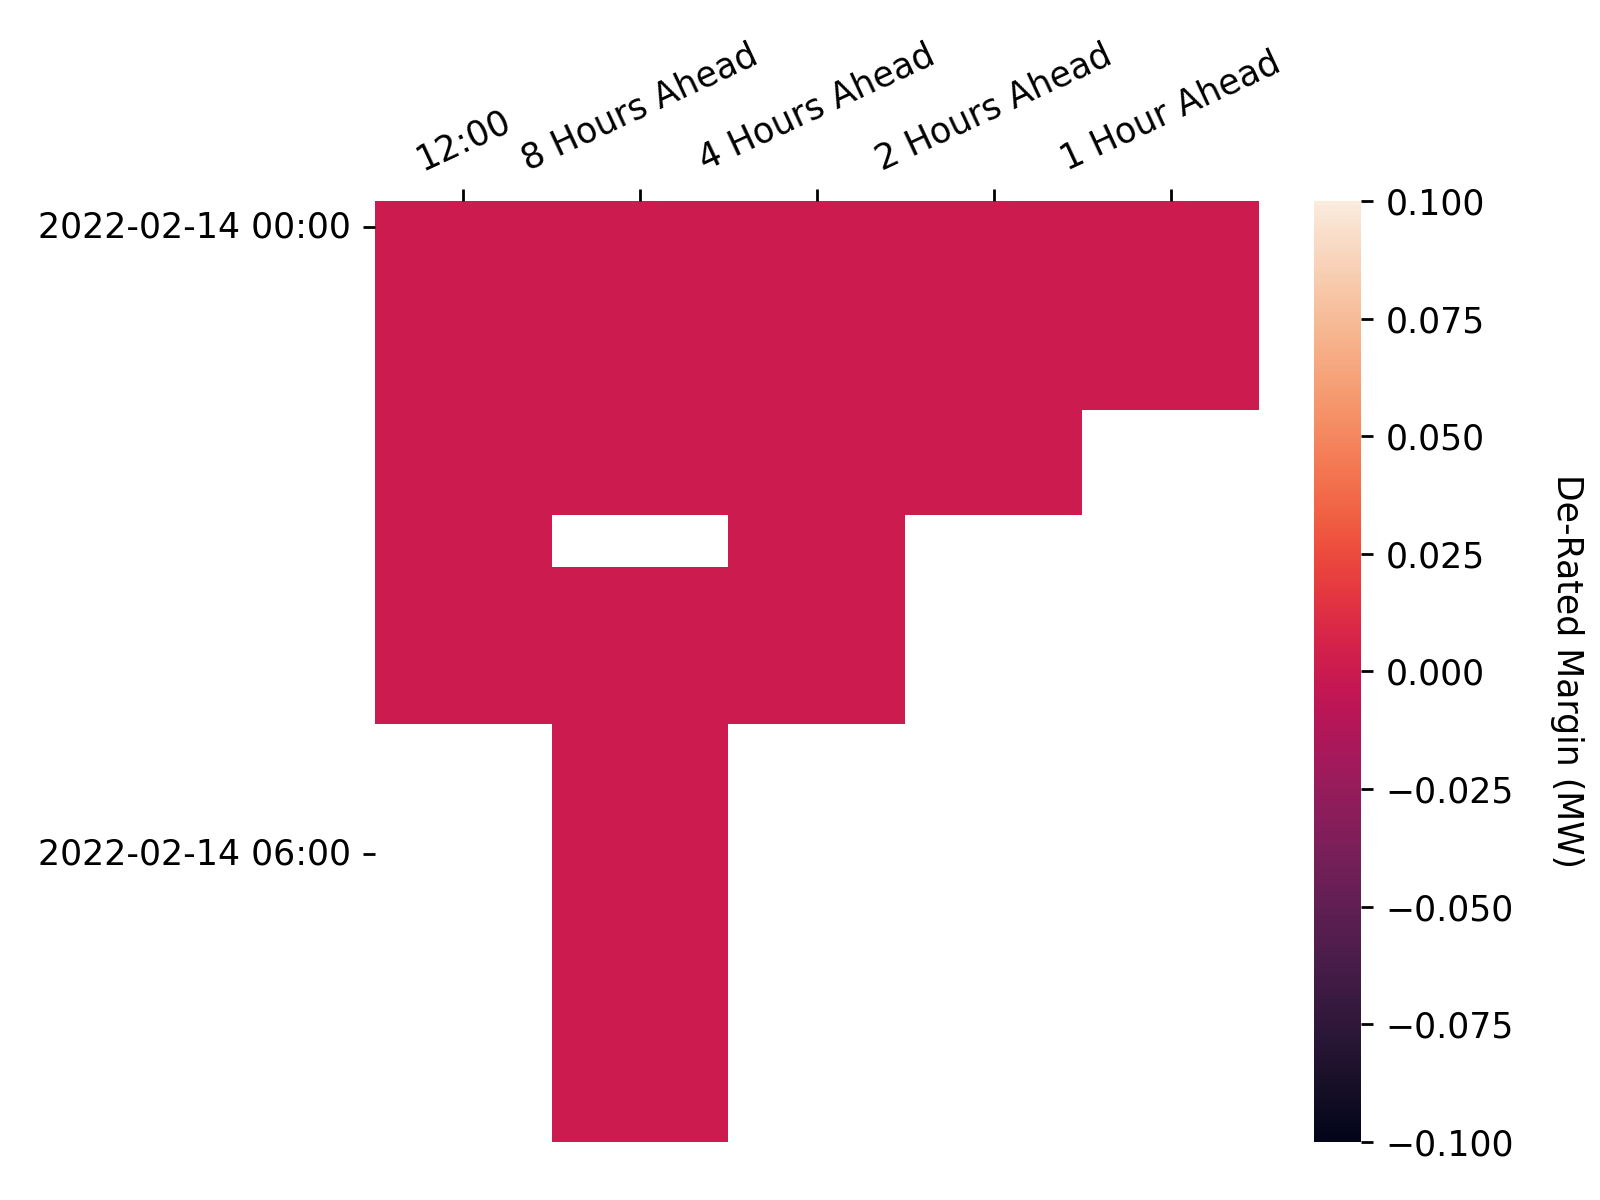 12:00
8 Hours Ahead
4 Hours Ahead
2 Hours Ahead
1 Hour Ahead
2022-02-14 00:00
2022-02-14 06:00
0.100
0.075
0.050
0.025
0.000
−0.025
−0.050
−0.075
−0.100
De-Rated Margin (MW)